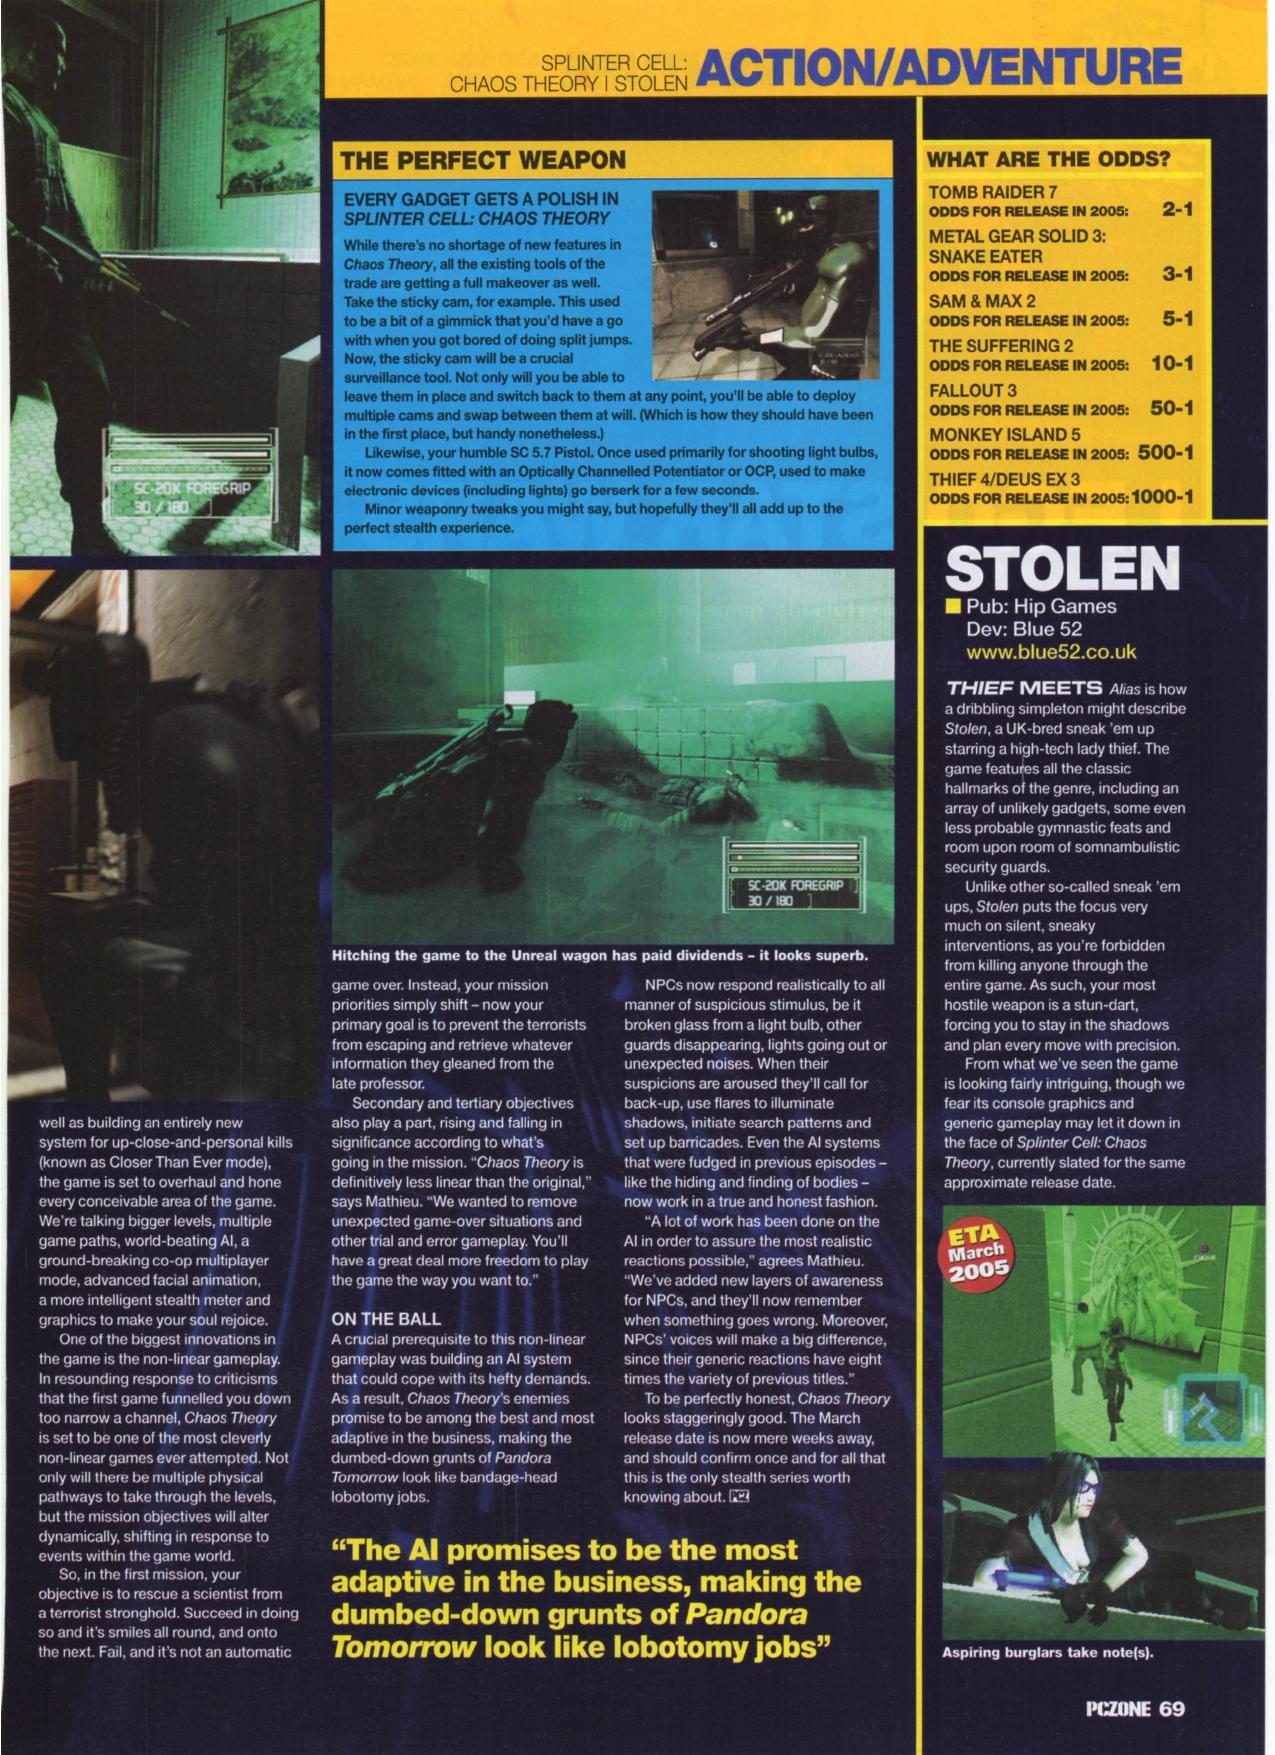 SPLINTER CELL:
CHAOS THEORY | STOLEN
ACTION/ADVENTURE
SC-20K FOREGRIP
30 / 180
THE PERFECT WEAPON
EVERY GADGET GETS A POLISH IN
SPLINTER CELL: CHAOS THEORY
While there's no shortage of new features in
Chaos Theory, all the existing tools of the
trade are getting a full makeover as well.
Take the sticky cam, for example. This used
to be a bit of a gimmick that you'd have a go
with when you got bored of doing split jumps.
Now, the sticky cam will be a crucial
surveillance tool. Not only will you be able to
leave them in place and switch back to them at any point, you'll be able to deploy
multiple cams and swap between them at will. (Which is how they should have been
in the first place, but handy nonetheless.)
Likewise, your humble SC 5.7 Pistol. Once used primarily for shooting light bulbs,
it now comes fitted with an Optically Channelled Potentiator or OCP, used to make
electronic devices (including lights) go berserk for a few seconds.
Minor weaponry tweaks you might say, but hopefully they'll all add up to the
perfect stealth experience.
SC-20K FOREGRIP
30 / 180
Hitching the game to the Unreal wagon has paid dividends – it looks superb.
well as building an entirely new
system for up-close-and-personal kills
(known as Closer Than Ever mode),
the game is set to overhaul and hone
every conceivable area of the game.
We're talking bigger levels, multiple
game paths, world-beating AI, a
ground-breaking co-op multiplayer
mode, advanced facial animation,
a more intelligent stealth meter and
graphics to make your soul rejoice.
One of the biggest innovations in
the game is the non-linear gameplay.
In resounding response to criticisms
that the first game funnelled you down
too narrow a channel, Chaos Theory
is set to be one of the most cleverly
non-linear games ever attempted. Not
only will there be multiple physical
pathways to take through the levels,
but the mission objectives will alter
dynamically, shifting in response to
events within the game world.
So, in the first mission, your
objective is to rescue a scientist from
a terrorist stronghold. Succeed in doing
so and it's smiles all round, and onto
the next. Fail, and it's not an automatic
game over. Instead, your mission
priorities simply shift – now your
primary goal is to prevent the terrorists
from escaping and retrieve whatever
information they gleaned from the
late professor.
Secondary and tertiary objectives
also play a part, rising and falling in
significance according to what's
going in the mission. “Chaos Theory is
definitively less linear than the original,”
says Mathieu. “We wanted to remove
unexpected game-over situations and
other trial and error gameplay. You'll
have a great deal more freedom to play
the game the way you want to.”
ON THE BALL
A crucial prerequisite to this non-linear
gameplay was building an AI system
that could cope with its hefty demands.
As a result, Chaos Theory's enemies
promise to be among the best and most
adaptive in the business, making the
dumbed-down grunts of Pandora
Tomorrow look like bandage-head
lobotomy jobs.
NPCs now respond realistically to all
manner of suspicious stimulus, be it
broken glass from a light bulb, other
guards disappearing, lights going out or
unexpected noises. When their
suspicions are aroused they'll call for
back-up, use flares to illuminate
shadows, initiate search patterns and
set up barricades. Even the AI systems
that were fudged in previous episodes –
like the hiding and finding of bodies –
now work in a true and honest fashion.
“A lot of work has been done on the
AI in order to assure the most realistic
reactions possible,” agrees Mathieu.
“We've added new layers of awareness
for NPCs, and they'll now remember
when something goes wrong. Moreover,
NPCs' voices will make a big difference,
since their generic reactions have eight
times the variety of previous titles.”
To be perfectly honest, Chaos Theory
looks staggeringly good. The March
release date is now mere weeks away,
and should confirm once and for all that
this is the only stealth series worth
knowing about. PCZ
“The AI promises to be the most
adaptive in the business, making the
dumbed-down grunts of Pandora
Tomorrow look like lobotomy jobs”
WHAT ARE THE ODDS?
TOMB RAIDER 7
ODDS FOR RELEASE IN 2005: 2-1
METAL GEAR SOLID 3:
SNAKE EATER
ODDS FOR RELEASE IN 2005: 3-1
SAM & MAX 2
ODDS FOR RELEASE IN 2005: 5-1
THE SUFFERING 2
ODDS FOR RELEASE IN 2005: 10-1
FALLOUT 3
ODDS FOR RELEASE IN 2005: 50-1
MONKEY ISLAND 5
ODDS FOR RELEASE IN 2005: 500-1
THIEF 4/DEUS EX 3
ODDS FOR RELEASE IN 2005: 1000-1
STOLEN
Pub: Hip Games
Dev: Blue 52
www.blue52.co.uk
THIEF MEETS Alias is how
a dribbling simpleton might describe
Stolen, a UK-bred sneak 'em up
starring a high-tech lady thief. The
game features all the classic
hallmarks of the genre, including an
array of unlikely gadgets, some even
less probable gymnastic feats and
room upon room of somnambulistic
security guards.
Unlike other so-called sneak 'em
ups, Stolen puts the focus very
much on silent, sneaky
interventions, as you're forbidden
from killing anyone through the
entire game. As such, your most
hostile weapon is a stun-dart,
forcing you to stay in the shadows
and plan every move with precision.
From what we've seen the game
is looking fairly intriguing, though we
fear its console graphics and
generic gameplay may let it down in
the face of Splinter Cell: Chaos
Theory, currently slated for the same
approximate release date.
ETA
March
2005
Aspiring burglars take note(s).
PCZONE 69